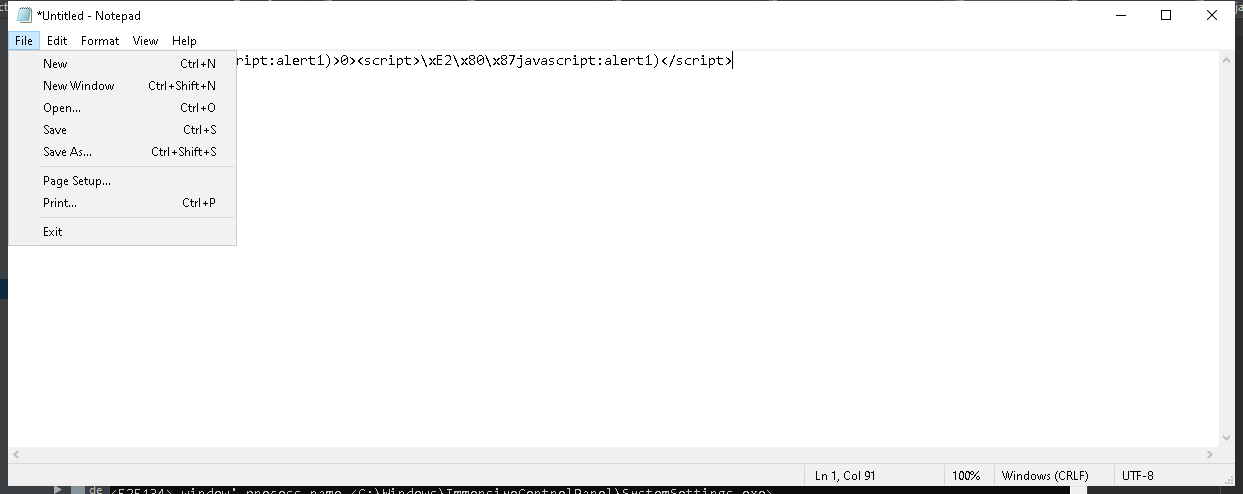 *Untitled - Notepad
File Edit Format View Help
ript:alert1)>0><script>\xE2\x80\x87javascript:alert1)</script>
New Ctrl+N
New Window Ctrl+Shift+N
Open... Ctrl+O
Save Ctrl+S
Save As... Ctrl+Shift+S
Page Setup...
Print... Ctrl+P
Exit
Ln 1, Col 91 100% Windows (CRLF) UTF-8